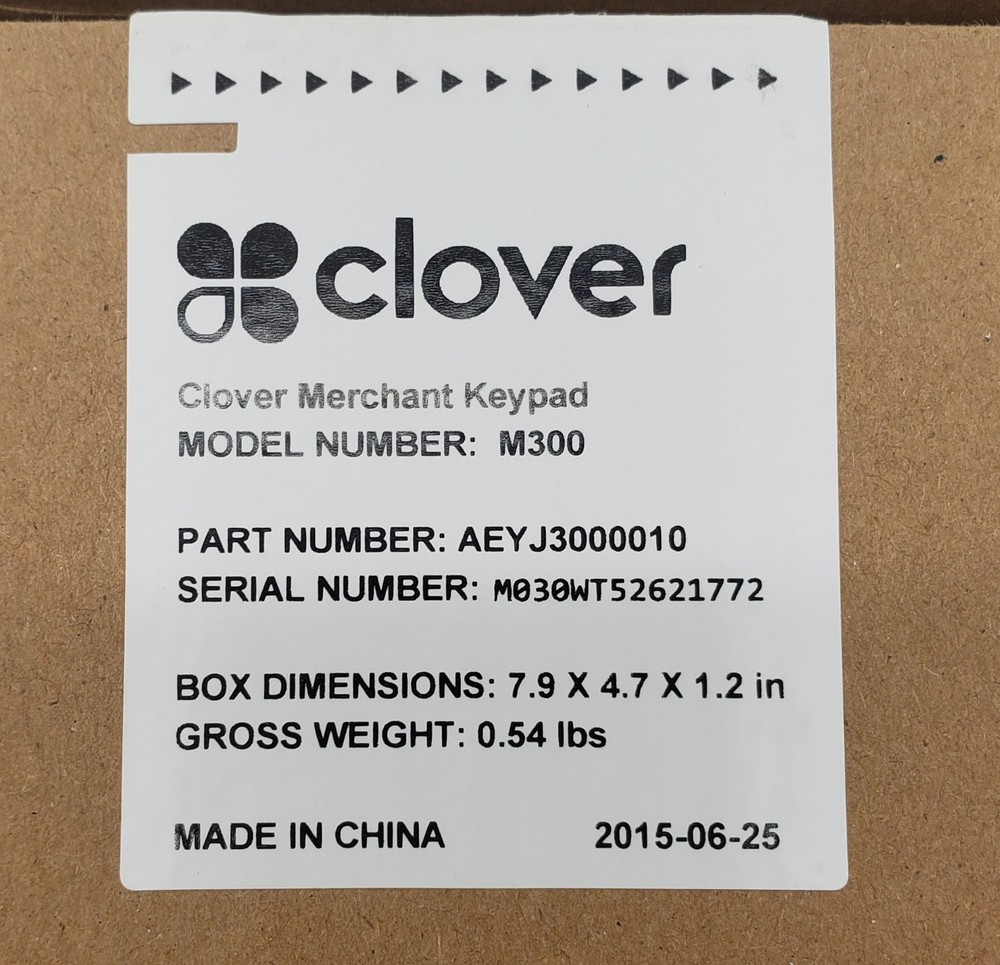 clover
Clover Merchant Keypad
MODEL NUMBER: M300
PART NUMBER: AEYJ3000010
SERIAL NUMBER: M030WT52621772
BOX DIMENSIONS: 7.9 X 4.7 X 1.2 in
GROSS WEIGHT: 0.54 lbs
MADE IN CHINA 2015-06-25